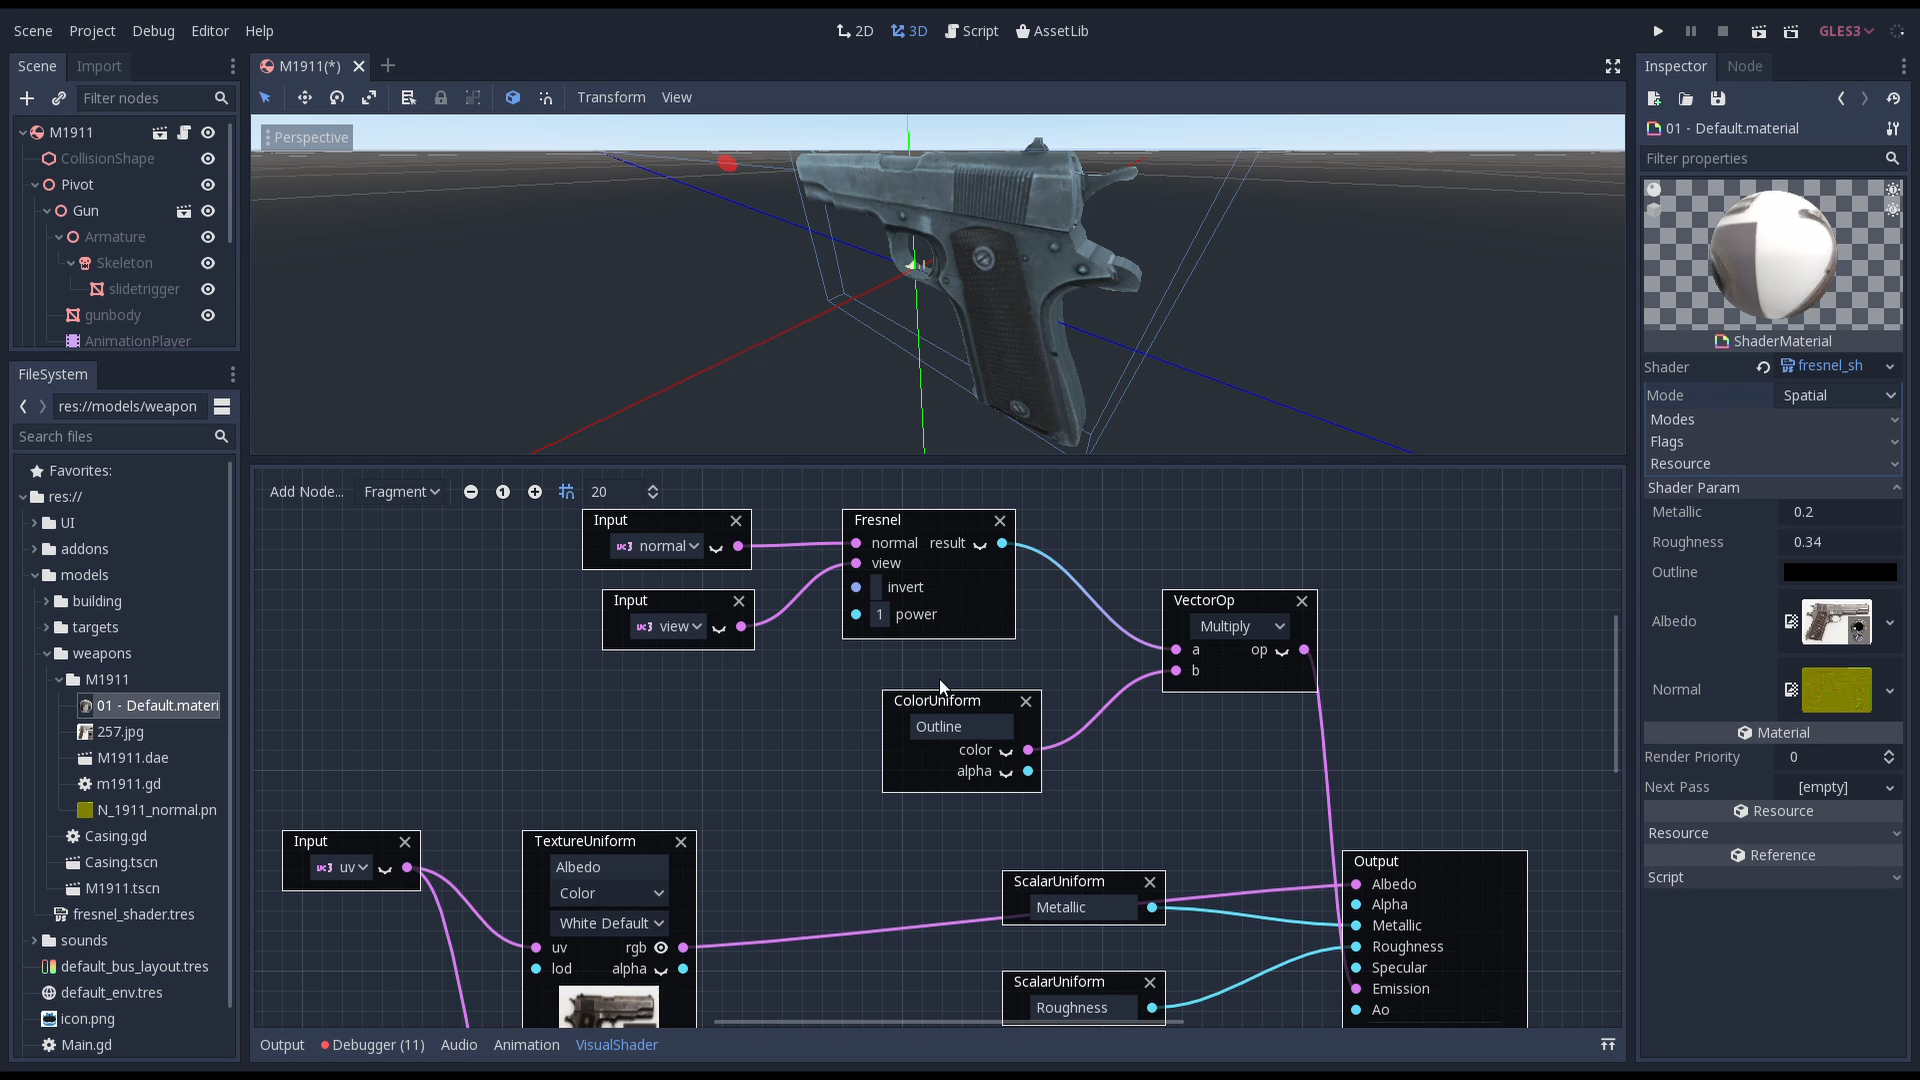 Scene Project Debug Editor Help
2D 3D Script AssetLib
GLES3
Scene Import
Filter nodes
M1911
CollisionShape
Pivot
Gun
Armature
Skeleton
slidetrigger
gunbody
AnimationPlayer
FileSystem
res://models/weapon
Search files
Favorites:
res://
UI
addons
models
building
targets
weapons
M1911
01 - Default.materi
257.jpg
M1911.dae
m1911.gd
N_1911_normal.pn
Casing.gd
Casing.tscn
M1911.tscn
fresnel_shader.tres
sounds
default_bus_layout.tres
default_env.tres
icon.png
Main.gd
M1911(*)
Transform View
Perspective
Add Node... Fragment 1 20
Input
normal
Input
view
Fresnel
normal result
view
invert
1 power
VectorOp
Multiply
a op
b
ColorUniform
Outline
color
alpha
Input
uv
TextureUniform
Albedo
Color
White Default
uv rgb
lod alpha
ScalarUniform
Metallic
ScalarUniform
Roughness
Output
Albedo
Alpha
Metallic
Roughness
Specular
Emission
Ao
Output Debugger (11) Audio Animation VisualShader
Inspector Node
01 - Default.material
Filter properties
ShaderMaterial
Shader fresnel_sh
Mode Spatial
Modes
Flags
Resource
Shader Param
Metallic 0.2
Roughness 0.34
Outline
Albedo
Normal
Material
Render Priority 0
Next Pass [empty]
Resource
Resource
Reference
Script